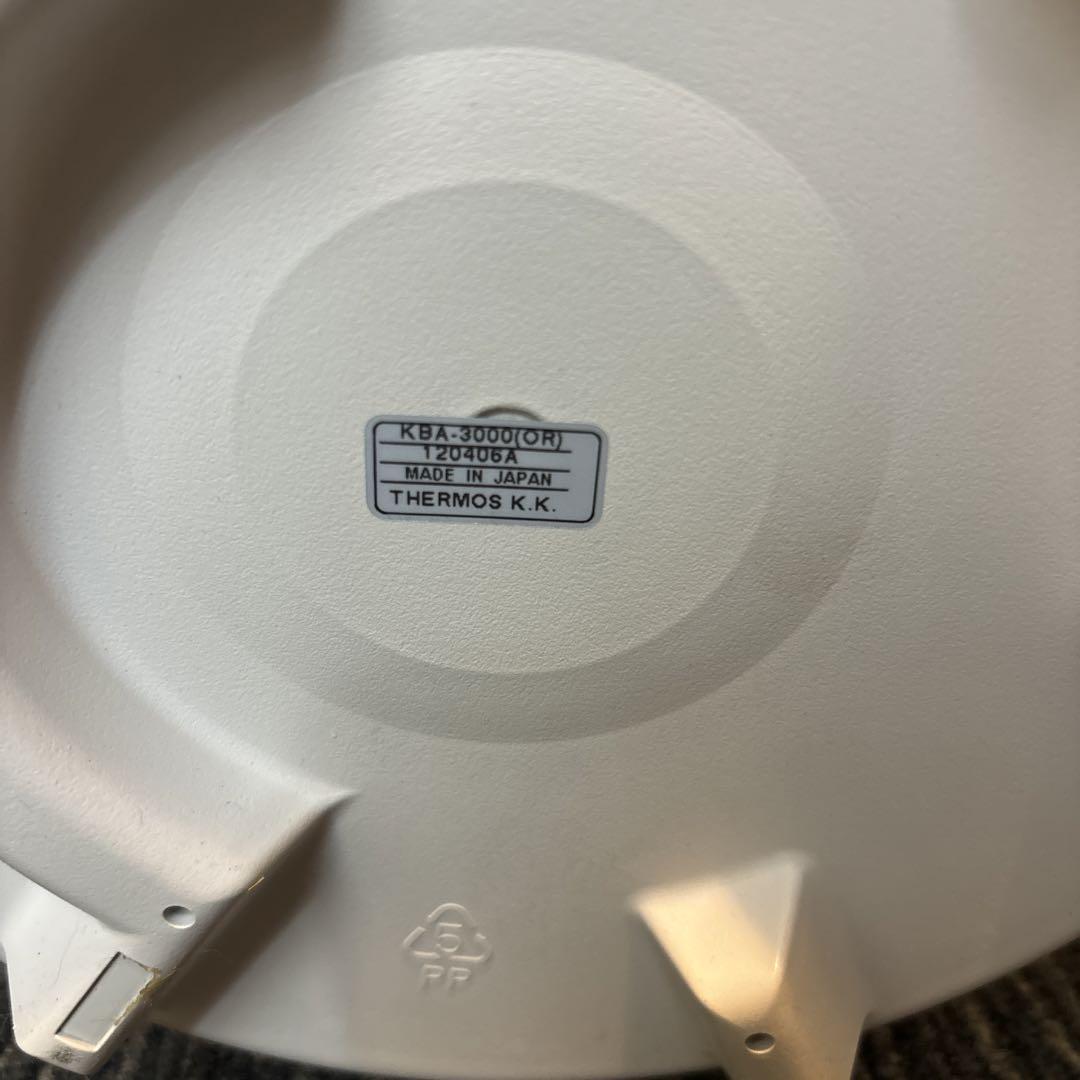 KBA-3000(OR)
120406A
MADE IN JAPAN
THERMOS K.K.
5
PP